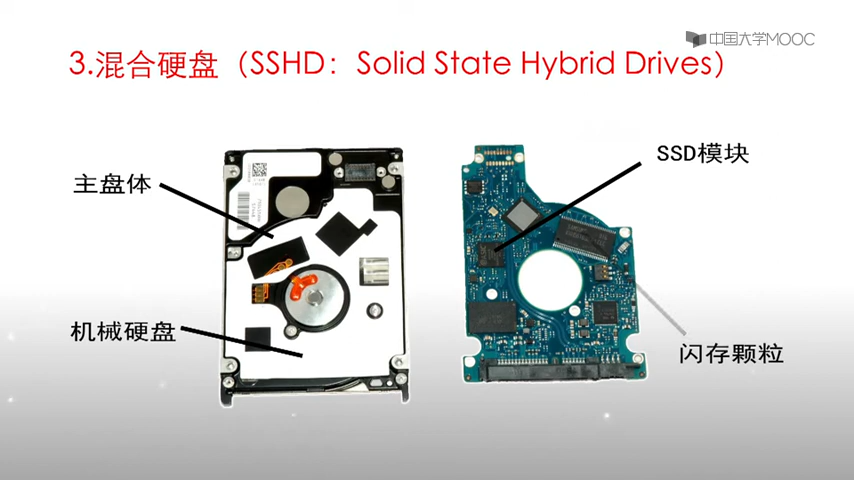 中国大学MOOC
3.混合硬盘（SSHD：Solid State Hybrid Drives）
SSD模块
主盘体
机械硬盘
闪存颗粒